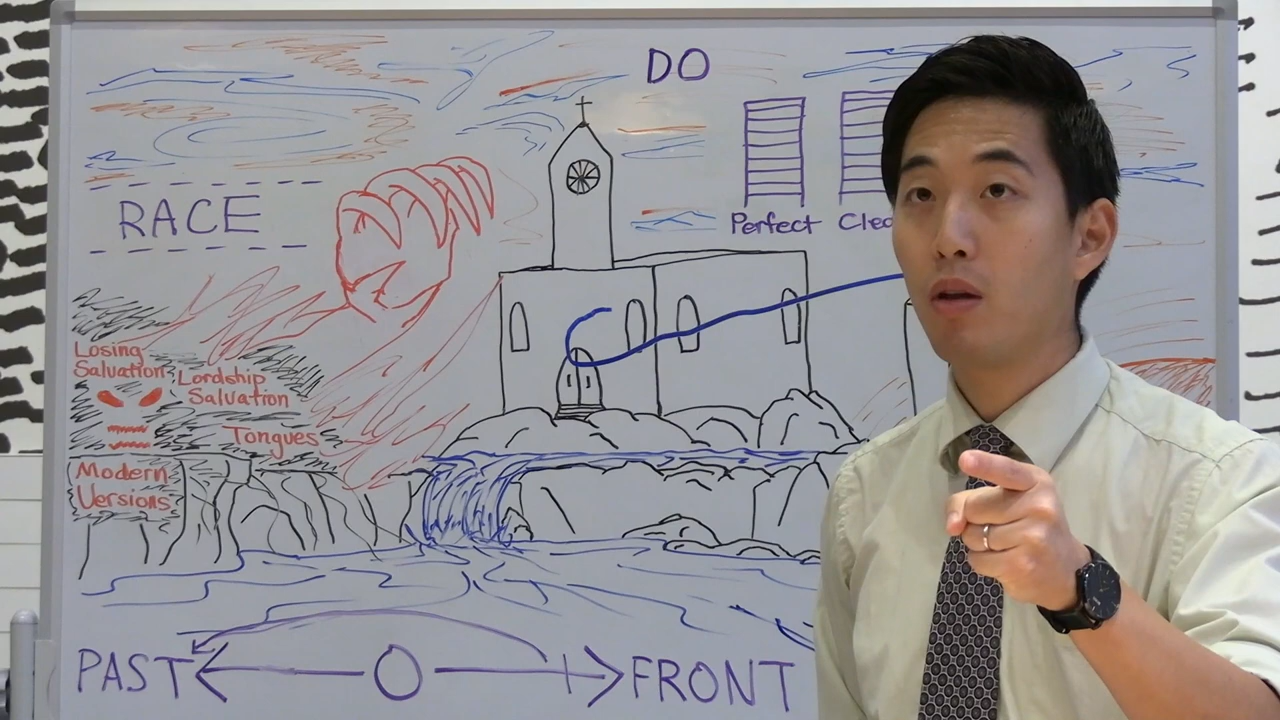 DO
RACE
Perfect
Losing
Salvation
Lordship
Salvation
Tongues
Modern
Versions
PAST
O
FRONT